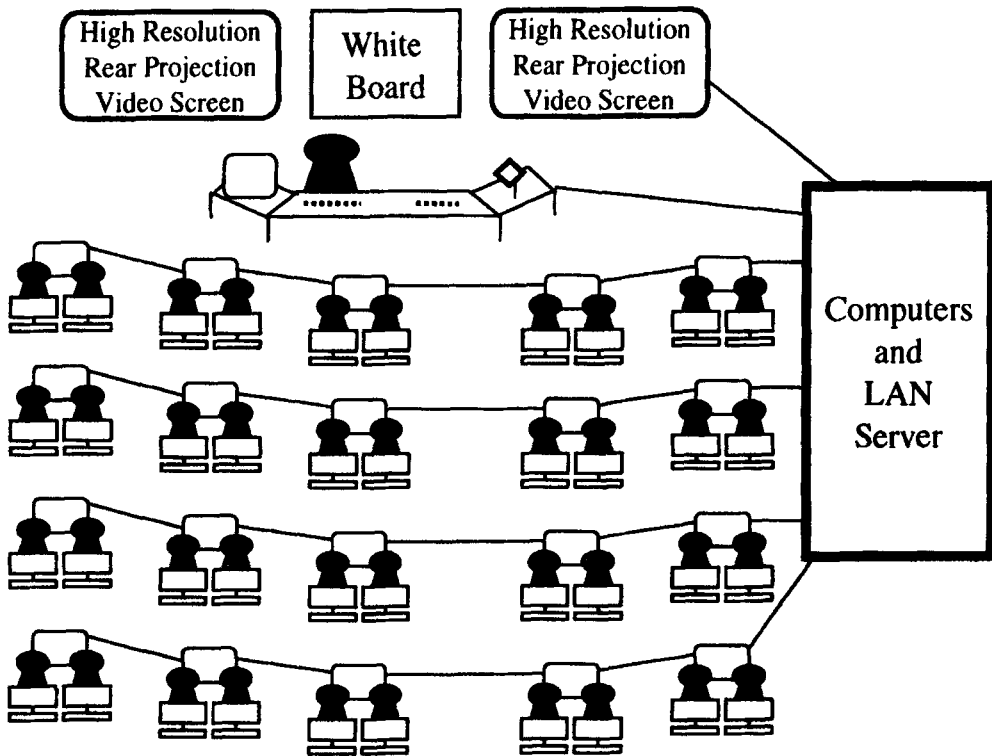 High Resolution
Rear Projection
Video Screen
White
Board
High Resolution
Rear Projection
Video Screen
Computers
and
LAN
Server